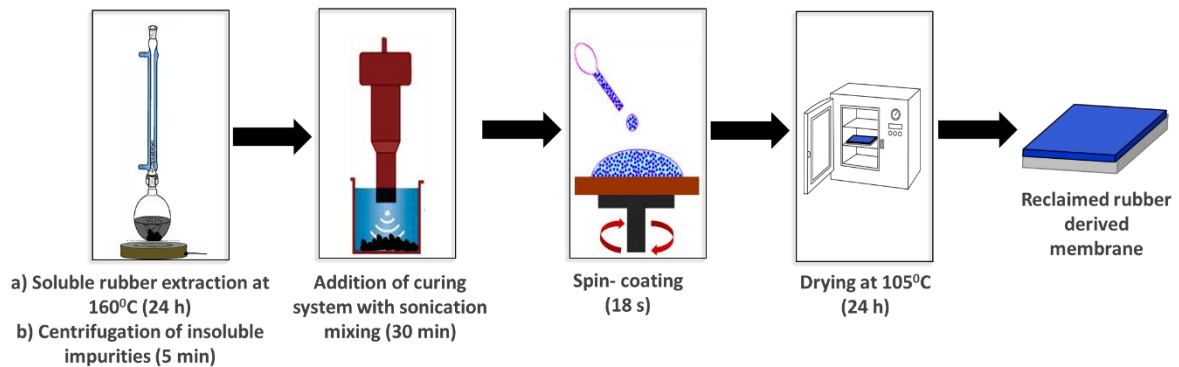 a) Soluble rubber extraction at
160⁰C (24 h)
b) Centrifugation of insoluble
impurities (5 min)
Addition of curing
system with sonication
mixing (30 min)
Spin- coating
(18 s)
Drying at 105⁰C
(24 h)
Reclaimed rubber
derived
membrane